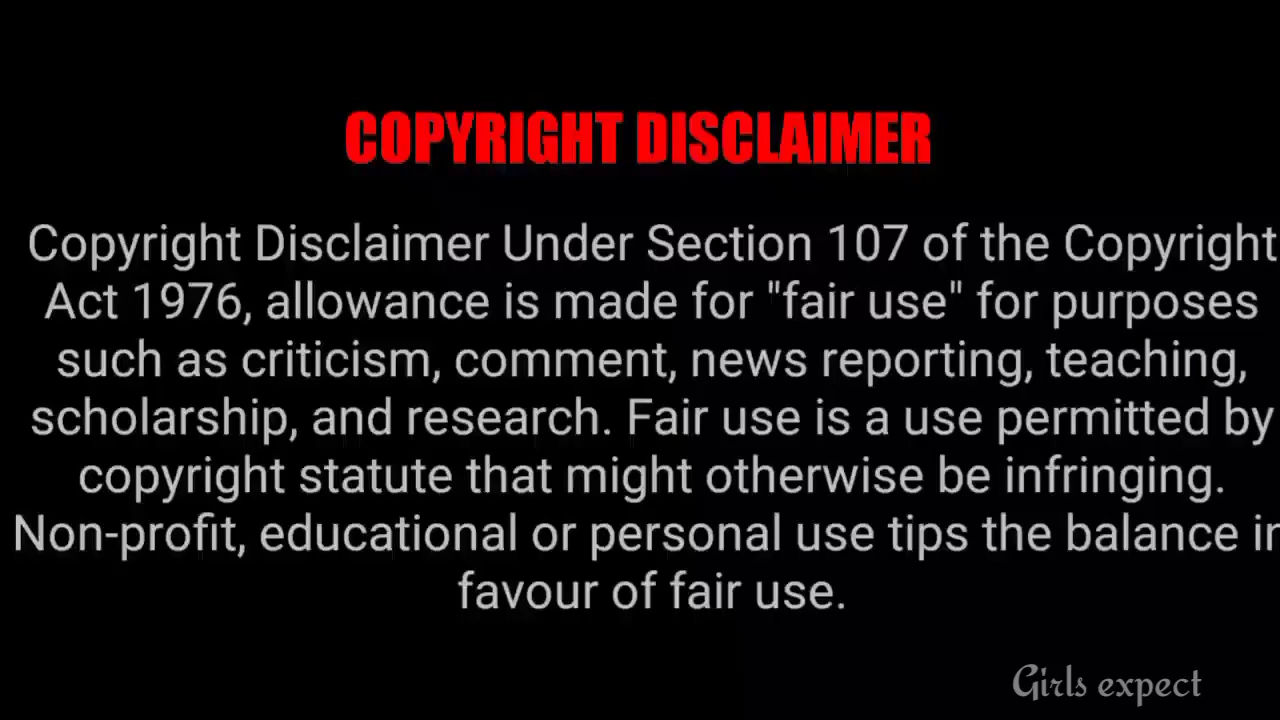 COPYRIGHT DISCLAIMER
Copyright Disclaimer Under Section 107 of the Copyright
Act 1976, allowance is made for "fair use" for purposes
such as criticism, comment, news reporting, teaching,
scholarship, and research. Fair use is a use permitted by
copyright statute that might otherwise be infringing.
Non-profit, educational or personal use tips the balance in
favour of fair use.
Girls expect